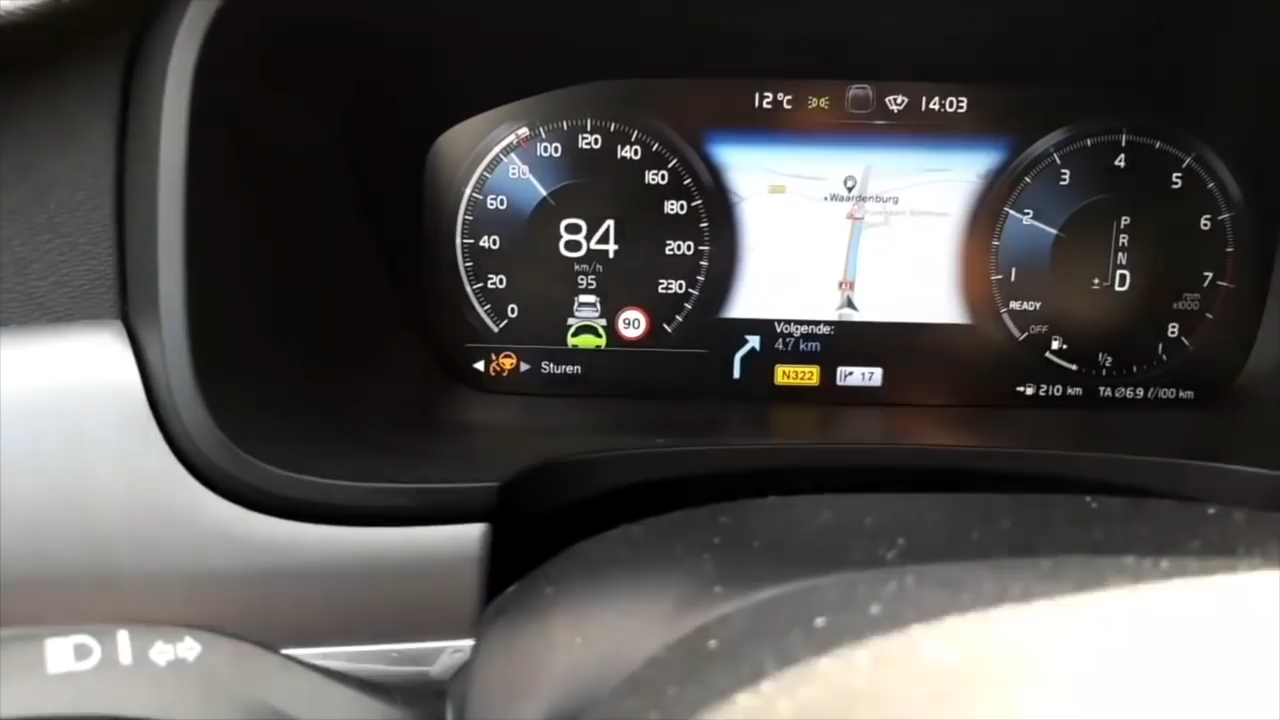 12°C 14:03
0
20
40
60
80
100
120
140
160
180
200
230
84
km/h
95
90
Sturen
Waardenburg
A2
Volgende:
4.7 km
N322 17
P
R
N
D
±
READY
OFF
1
2
3
4
5
6
7
8
rpm
x1000
1/2
1
210 km TA Ø6.9 l/100 km